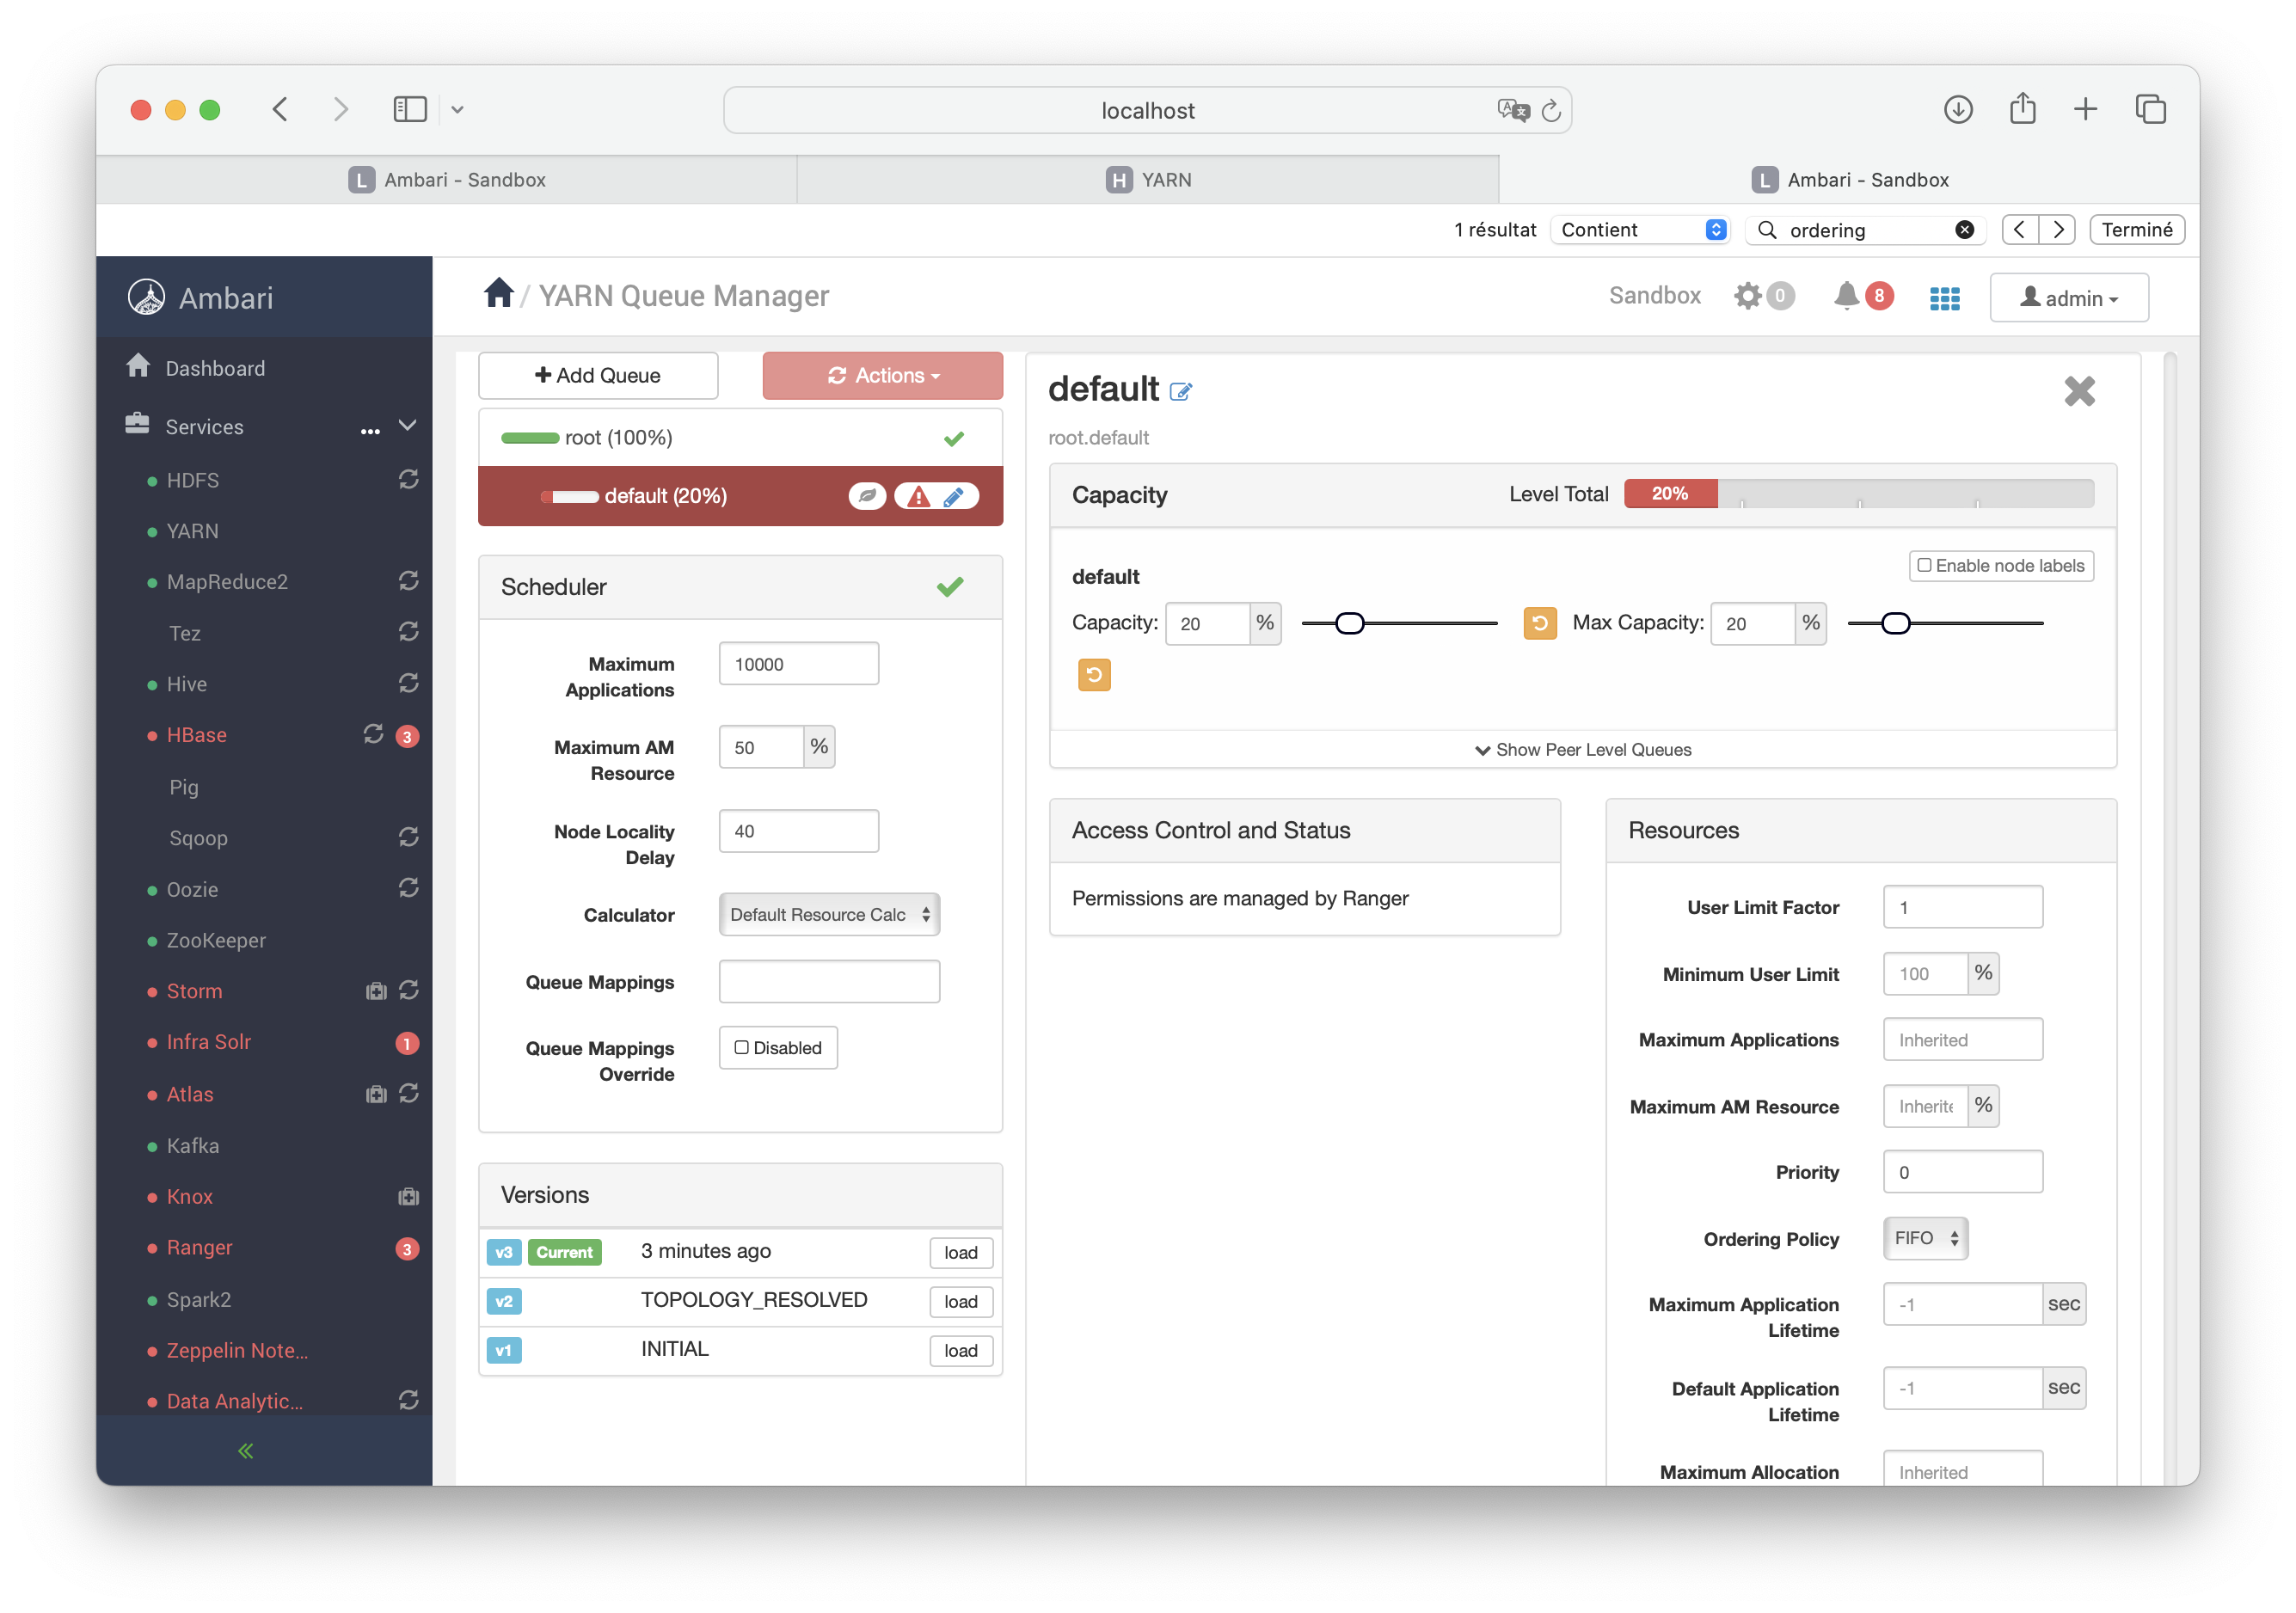 localhost
L Ambari - Sandbox
H YARN
L Ambari - Sandbox
1 résultat
Contient
ordering
Terminé
Ambari
/ YARN Queue Manager
Sandbox
0
8
admin
Dashboard
Services
HDFS
YARN
MapReduce2
Tez
Hive
HBase
3
Pig
Sqoop
Oozie
ZooKeeper
Storm
Infra Solr
1
Atlas
Kafka
Knox
Ranger
3
Spark2
Zeppelin Note...
Data Analytic...
Add Queue
Actions
root (100%)
default (20%)
Scheduler
Maximum Applications
10000
Maximum AM Resource
50 %
Node Locality Delay
40
Calculator
Default Resource Calc
Queue Mappings
Queue Mappings Override
Disabled
Versions
v3 Current 3 minutes ago load
v2 TOPOLOGY_RESOLVED load
v1 INITIAL load
default
root.default
Capacity
Level Total 20%
Enable node labels
default
Capacity: 20 %
Max Capacity: 20 %
Show Peer Level Queues
Access Control and Status
Permissions are managed by Ranger
Resources
User Limit Factor
1
Minimum User Limit
100 %
Maximum Applications
Inherited
Maximum AM Resource
Inherite %
Priority
0
Ordering Policy
FIFO
Maximum Application Lifetime
-1 sec
Default Application Lifetime
-1 sec
Maximum Allocation
Inherited